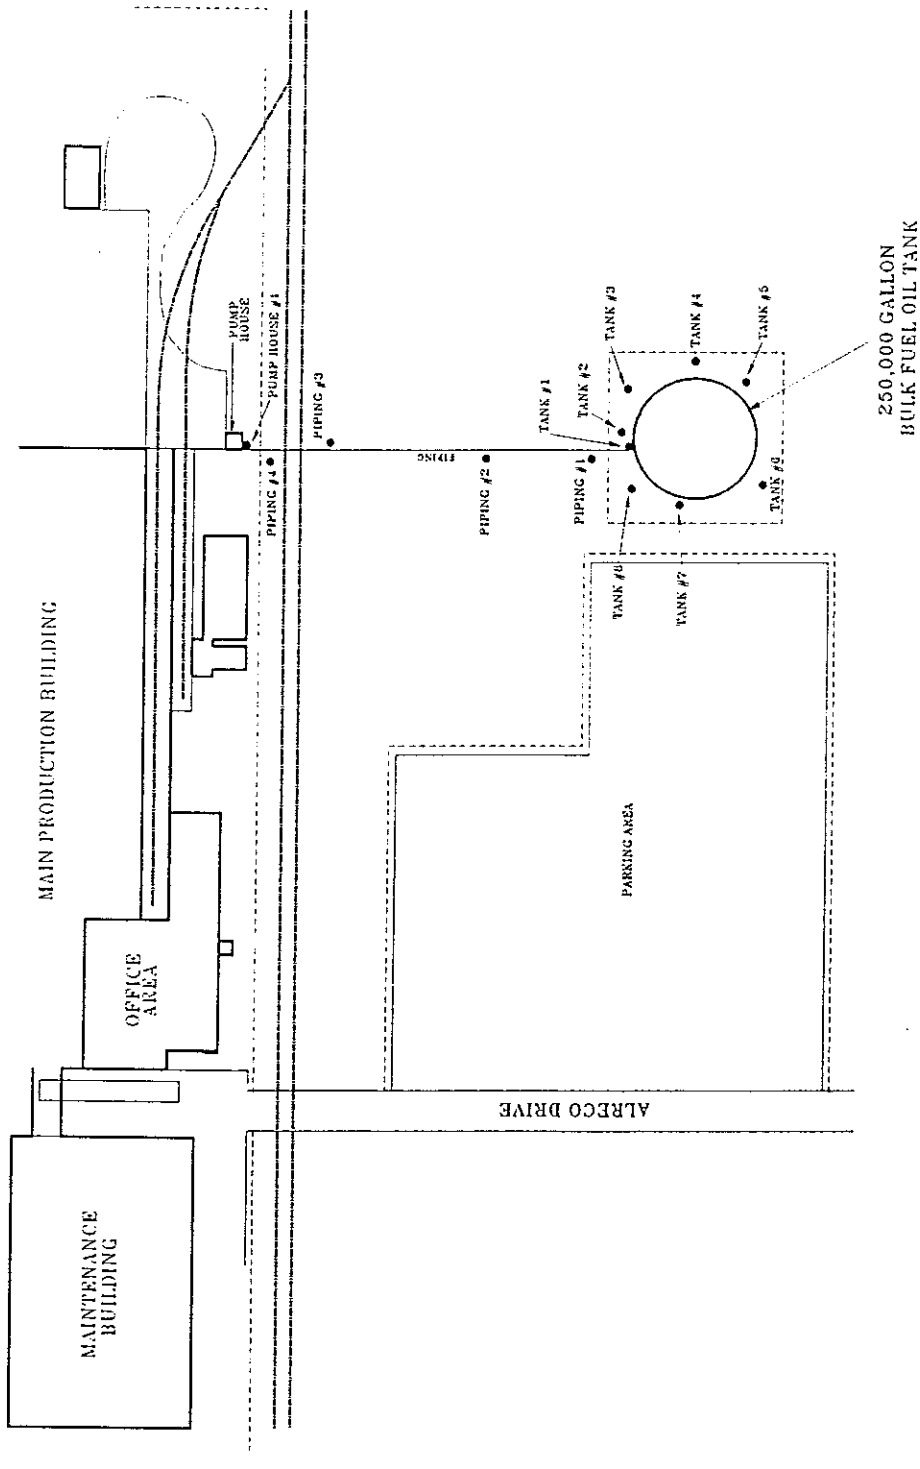 MAIN PRODUCTION BUILDING
MAINTENANCE
BUILDING
OFFICE
AREA
PUMP
HOUSE
PUMP HOUSE #1
PIPING #4
PIPING #3
PIPING
PIPING #2
PIPING #1
TANK #1
TANK #2
TANK #3
TANK #4
TANK #5
TANK #6
TANK #7
TANK #8
ALRECO DRIVE
PARKING AREA
250,000 GALLON
BULK FUEL OIL TANK